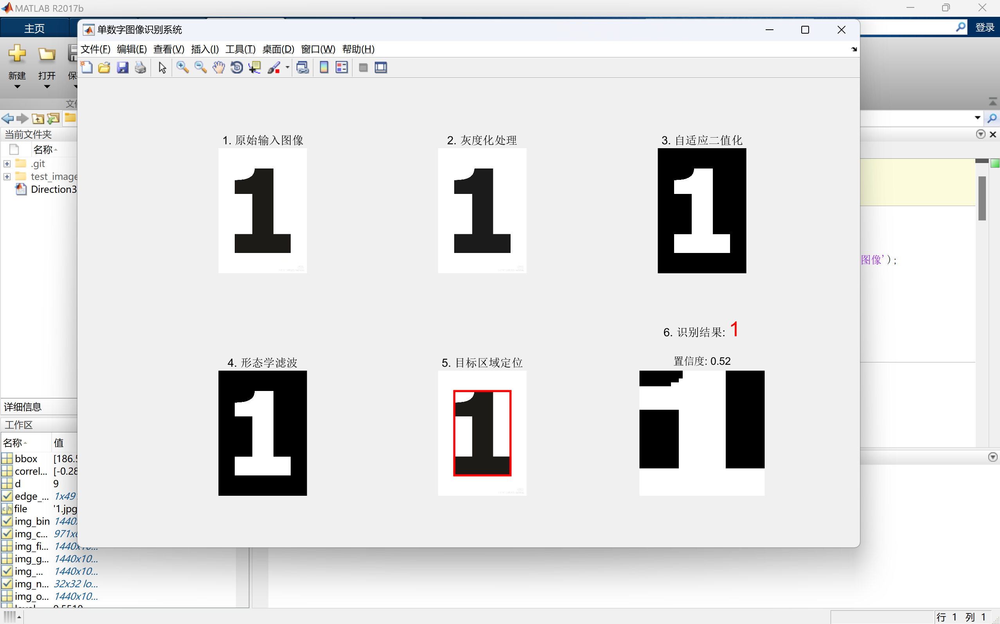 MATLAB R2017b
主页
登录
单数字图像识别系统
文件(F) 编辑(E) 查看(V) 插入(I) 工具(T) 桌面(D) 窗口(W) 帮助(H)
新建
打开
当前文件夹
名称
.git
test_image
Direction3
1. 原始输入图像
2. 灰度化处理
3. 自适应二值化
1
1
1
图像');
6. 识别结果: 1
4. 形态学滤波
5. 目标区域定位
置信度: 0.52
1
1
1
详细信息
工作区
名称 值
bbox [186.5
correl... [-0.28
d 9
edge_... 1x49
file '1.jpg
img_bin 1440x
img_c... 971x
img_fi... 1440x10...
img_g... 1440x10...
img_... 1440x10...
img_n... 32x32 lo...
img_o... 1440x10...
行 1 列 1